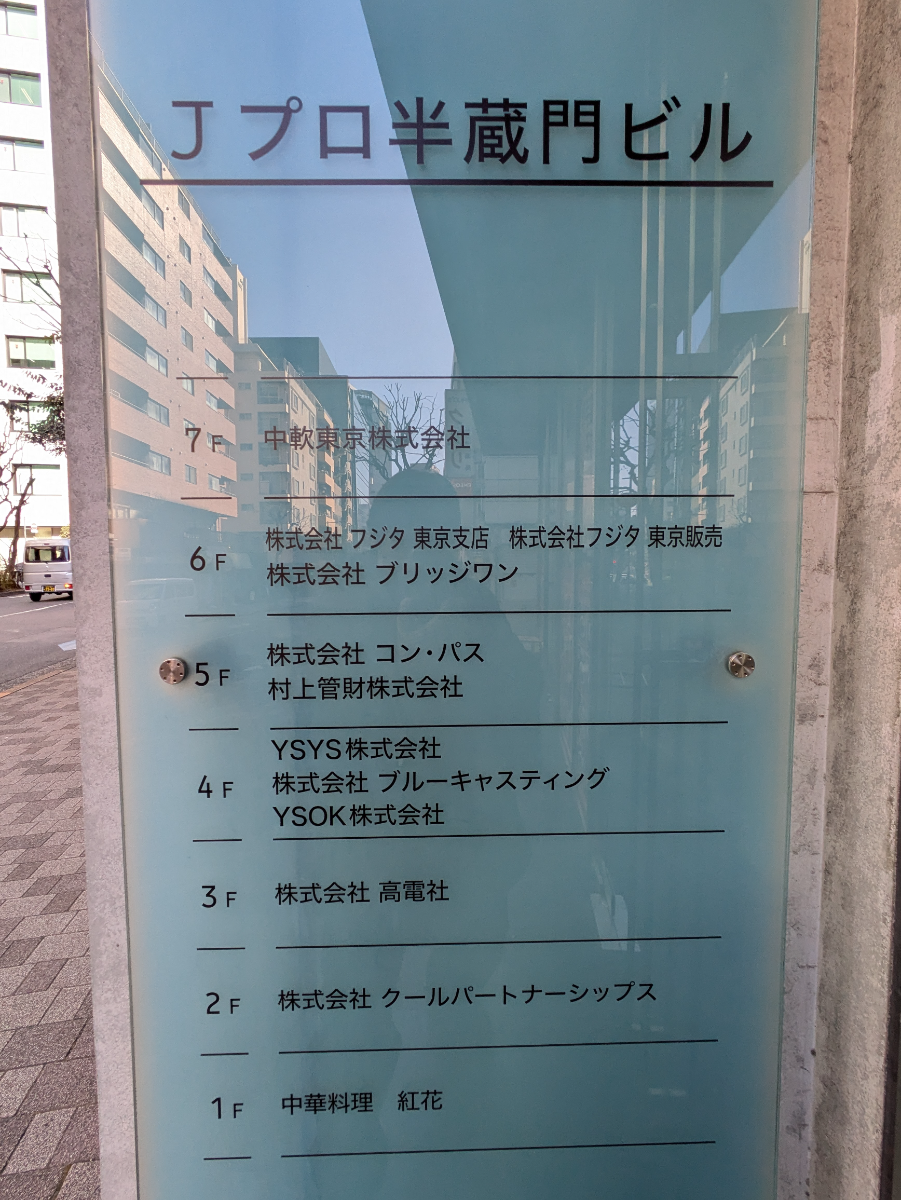 Jプロ半蔵門ビル
7F 中軟東京株式会社
6F 株式会社 フジタ 東京支店 株式会社フジタ 東京販売
株式会社 ブリッジワン
5F 株式会社 コン・パス
村上管財株式会社
4F YSYS株式会社
株式会社 ブルーキャスティング
YSOK株式会社
3F 株式会社 高電社
2F 株式会社 クールパートナーシップス
1F 中華料理 紅花